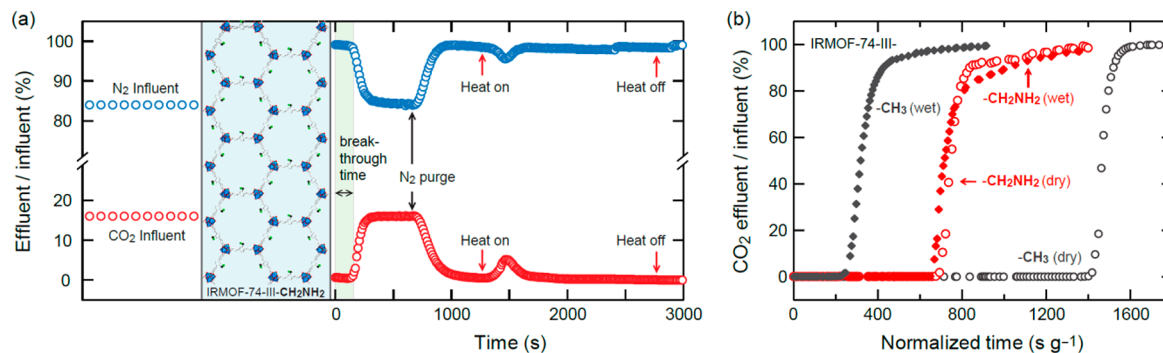 (a)
Effluent / influent (%)
100
80
60
40
20
0
N2 Influent
CO2 Influent
IRMOF-74-III-CH2NH2
break-
through
time
N2 purge
Heat on
Heat off
Heat on
Heat off
0
1000
2000
3000
Time (s)
(b)
CO2 effluent / influent (%)
100
80
60
40
20
0
IRMOF-74-III-
-CH3 (wet)
-CH2NH2 (wet)
-CH2NH2 (dry)
-CH3 (dry)
0
400
800
1200
1600
Normalized time (s g–1)